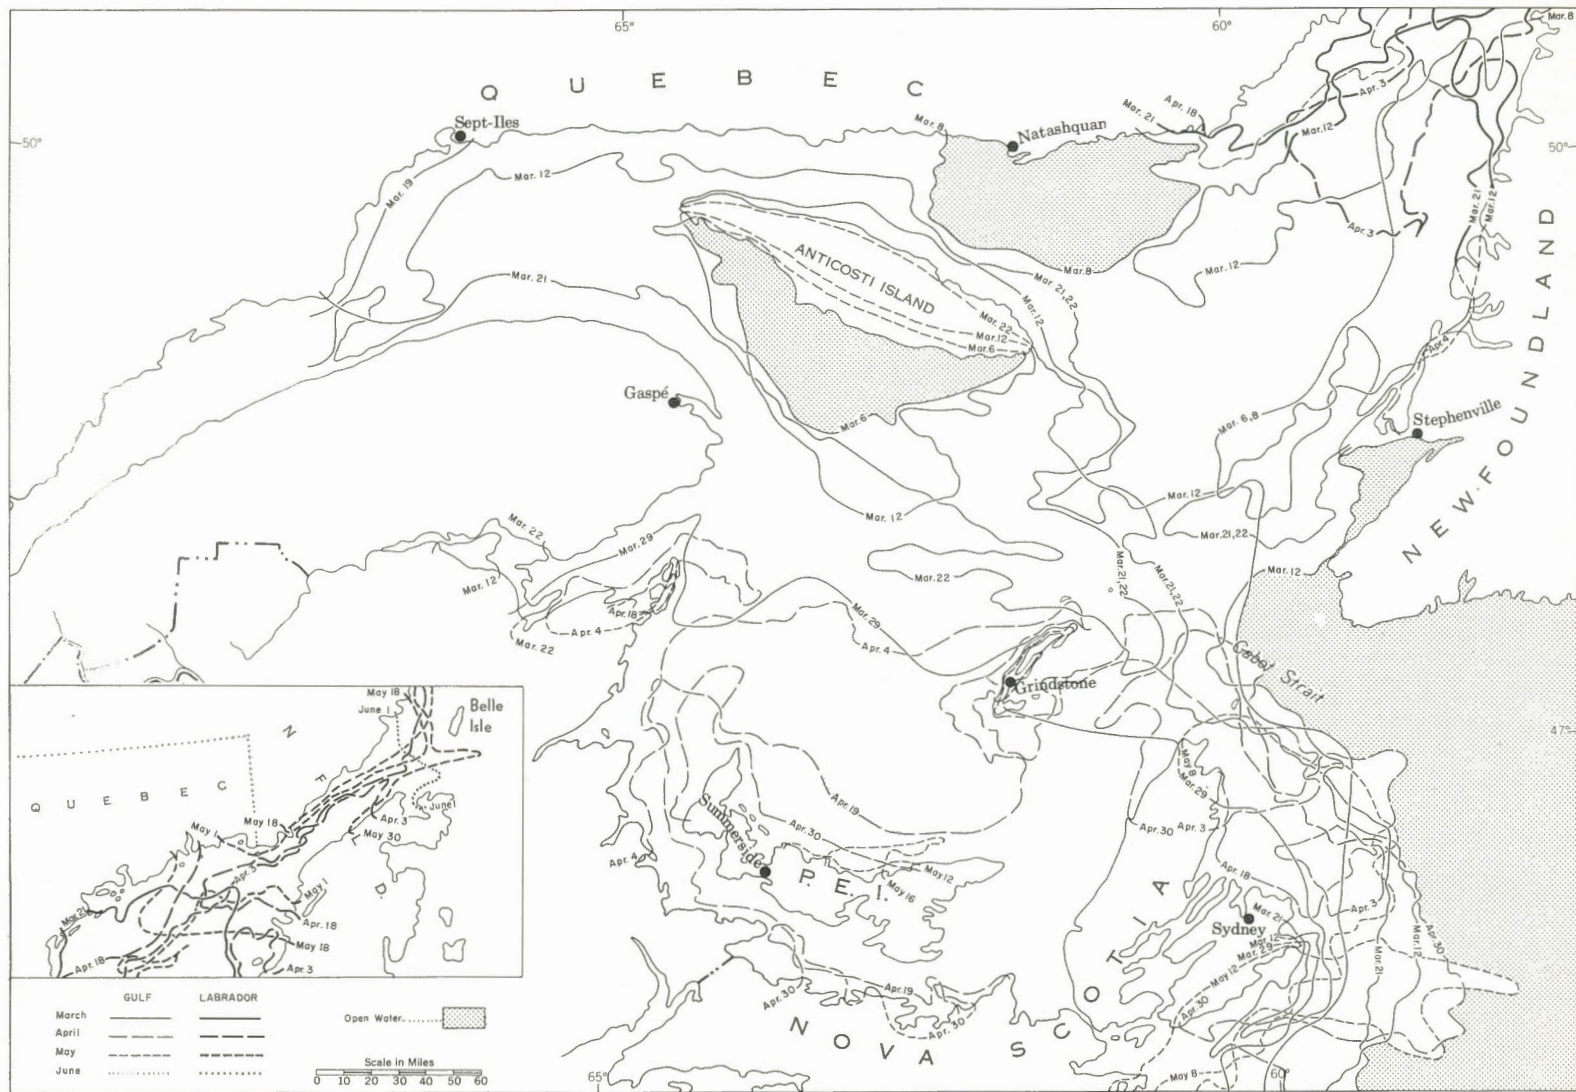 65°
60°
Mar. 8
QUEBEC
Sept-Iles
Mar. 8
Natashquan
Mar. 21
Apr. 18
Apr. 3
Mar. 12
50°
50°
Mar. 19
Mar. 12
Mar. 21
Mar. 12
Apr. 3
ANTICOSTI ISLAND
Mar. 8
Mar. 12
Mar. 21
Mar. 21,22
Mar. 12
Mar. 22
Mar. 12
Mar. 6
Apr. 4
Gaspé
Mar. 6
Mar. 6,8
Stephenville
NEWFOUNDLAND
Mar. 12
Mar. 12
Mar. 22
Mar. 29
Mar. 21,22
Mar. 12
Mar. 22
Mar. 21,22
Mar. 21,22
Mar. 12
Apr. 18
Apr. 4
Mar. 22
Mar. 29
Apr. 4
Cabot Strait
Grindstone
47°
May 8
Mar. 29
Apr. 19
Apr. 30
Apr. 30
Apr. 3
Summerside
Apr. 4
May 12
P.E.I.
May 16
Apr. 18
Mar. 21
Sydney
Apr. 3
Mar. 12
Mar. 29
May 12
Mar. 21
Mar. 12
Apr. 30
Apr. 19
Apr. 30
Apr. 30
Apr. 30
NOVA SCOTIA
May 8
65°
60°
May 18
June 1
Belle
Isle
NFLD.
QUEBEC
May 1
May 18
June 1
Apr. 3
May 30
Apr. 3
May 1
Mar. 21
Apr. 18
May 18
Apr. 18
Apr. 3
GULF LABRADOR
March
April
May
June
Open Water
Scale in Miles
0 10 20 30 40 50 60